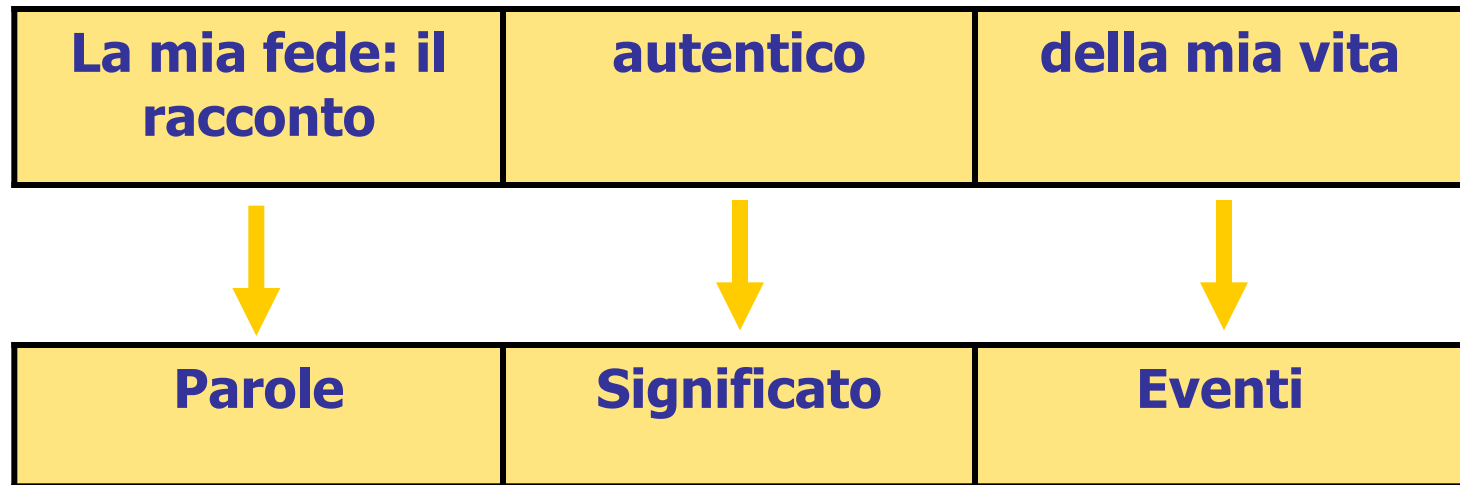 La mia fede: il
racconto
autentico
della mia vita
Parole
Significato
Eventi